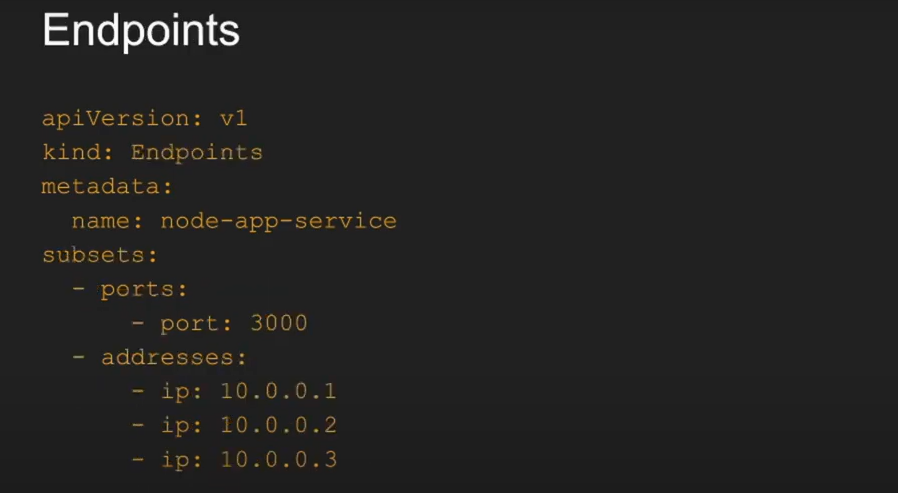 Endpoints
apiVersion: v1
kind: Endpoints
metadata:
  name: node-app-service
subsets:
  - ports:
      - port: 3000
  - addresses:
      - ip: 10.0.0.1
      - ip: 10.0.0.2
      - ip: 10.0.0.3